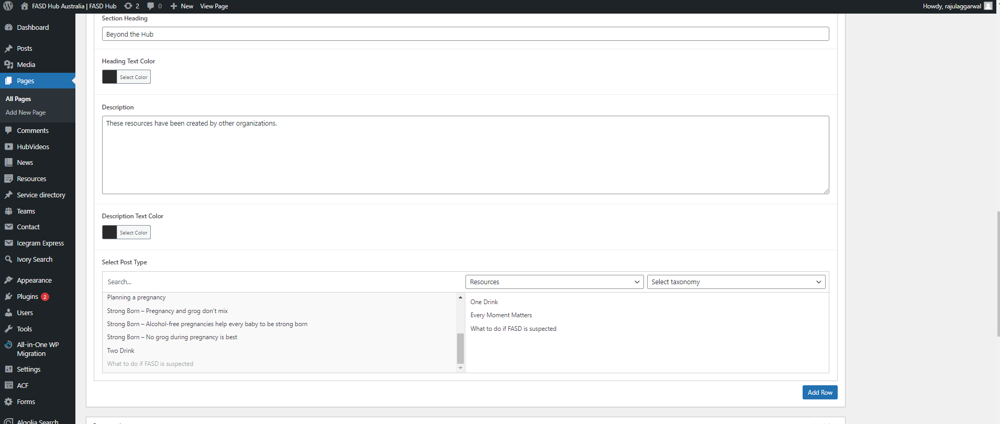 FASD Hub Australia | FASD Hub 2 0 New View Page Howdy, rajulaggarwal
Dashboard
Posts
Media
Pages
All Pages
Add New Page
Comments
HubVideos
News
Resources
Service directory
Teams
Contact
Icegram Express
Ivory Search
Appearance
Plugins 2
Users
Tools
All-in-One WP
Migration
Settings
ACF
Forms
Algolia Search
Section Heading
Beyond the Hub
Heading Text Color
Select Color
Description
These resources have been created by other organizations.
Description Text Color
Select Color
Select Post Type
Search... Resources Select taxonomy
Planning a pregnancy
Strong Born – Pregnancy and grog don't mix
Strong Born – Alcohol-free pregnancies help every baby to be strong born
Strong Born – No grog during pregnancy is best
Two Drink
What to do if FASD is suspected
One Drink
Every Moment Matters
What to do if FASD is suspected
Add Row